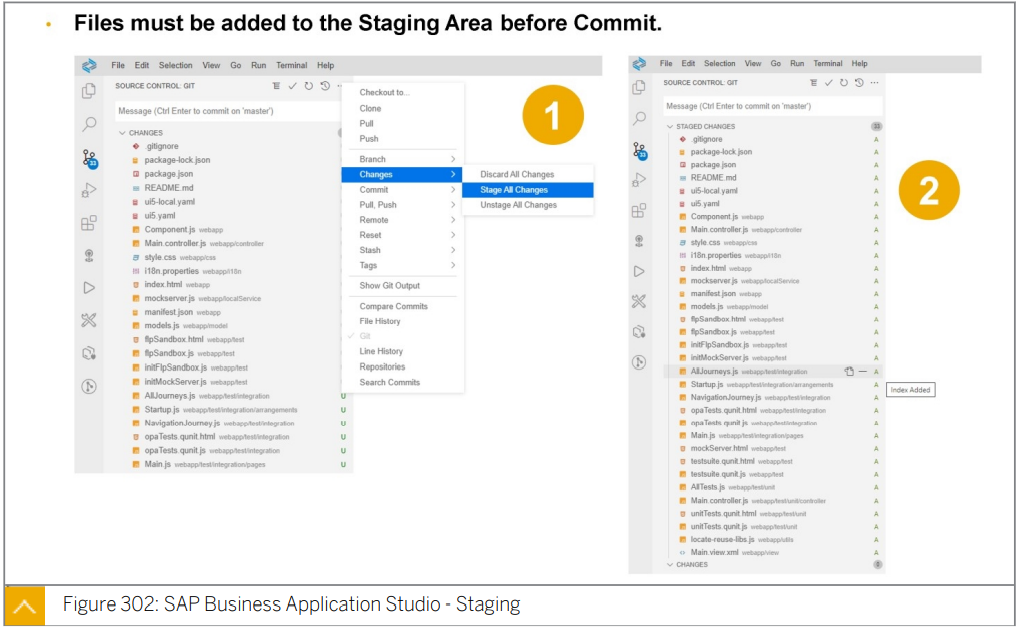 • Files must be added to the Staging Area before Commit.
File Edit Selection View Go Run Terminal Help
SOURCE CONTROL: GIT
Message (Ctrl Enter to commit on 'master')
CHANGES
.gitignore
package-lock.json
package.json
README.md
ui5-local.yaml
ui5.yaml
Component.js webapp
Main.controller.js webapp/controller
style.css webapp/css
i18n.properties webapp/i18n
index.html webapp
mockserver.js webapp/localService
manifest.json webapp
models.js webapp/model
flpSandbox.html webapp/test
flpSandbox.js webapp/test
initFlpSandbox.js webapp/test
initMockServer.js webapp/test
AllJourneys.js webapp/test/integration U
Startup.js webapp/test/integration/arrangements U
NavigationJourney.js webapp/test/integration U
opaTests.qunit.html webapp/test/integration U
opaTests.qunit.js webapp/test/integration U
Main.js webapp/test/integration/pages U
33
Checkout to...
Clone
Pull
Push
Branch
Changes
Commit
Pull, Push
Remote
Reset
Stash
Tags
Show Git Output
Compare Commits
File History
Git
Line History
Repositories
Search Commits
Discard All Changes
Stage All Changes
Unstage All Changes
1
File Edit Selection View Go Run Terminal Help
SOURCE CONTROL: GIT
Message (Ctrl Enter to commit on 'master')
STAGED CHANGES 33
.gitignore A
package-lock.json A
package.json A
README.md A
ui5-local.yaml A
ui5.yaml A
Component.js webapp A
Main.controller.js webapp/controller A
style.css webapp/css A
i18n.properties webapp/i18n A
index.html webapp A
mockserver.js webapp/localService A
manifest.json webapp A
models.js webapp/model A
flpSandbox.html webapp/test A
flpSandbox.js webapp/test A
initFlpSandbox.js webapp/test A
initMockServer.js webapp/test A
AllJourneys.js webapp/test/integration A
Startup.js webapp/test/integration/arrangements A
NavigationJourney.js webapp/test/integration A
opaTests.qunit.html webapp/test/integration A
opaTests.qunit.js webapp/test/integration A
Main.js webapp/test/integration/pages A
mockServer.html webapp/test A
testsuite.qunit.html webapp/test A
testsuite.qunit.js webapp/test A
AllTests.js webapp/test/unit A
Main.controller.js webapp/test/unit/controller A
unitTests.qunit.html webapp/test/unit A
unitTests.qunit.js webapp/test/unit A
locate-reuse-libs.js webapp/utils A
Main.view.xml webapp/view A
CHANGES
33
Index Added
2
Figure 302: SAP Business Application Studio - Staging